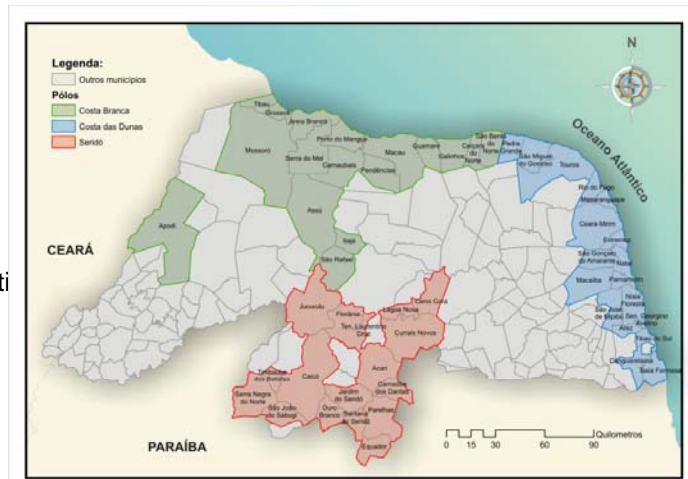 N
Legenda:
Outros municípios
Pólos
Costa Branca
Costa das Dunas
Seridó
Oceano Atlântico
CEARÁ
PARAÍBA
ti
Tibau
Grossos
Areia Branca
Mossoró
Serra do Mel
Porto do Mangue
Carnaubais
Macau
Pendências
Guamaré
Galinhos
Caiçara
do
Norte
São Bento
do
Norte
Pedra
Grande
São Miguel
do Gostoso
Touros
Rio do Fogo
Maxaranguape
Ceará-Mirim
Extremoz
São Gonçalo
do Amarante
Natal
Macaíba
Parnamirim
Nísia
Floresta
São José
de Mipibu
Sen. Georgino
Avelino
Arês
Tibau do Sul
Canguaretama
Baía Formosa
Apodi
Assú
Itajá
São Rafael
Jucurutu
Florânia
Ten. Laurentino
Cruz
Lagoa Nova
Cerro Corá
Currais Novos
Acari
Carnaúba
dos Dantas
Timbaúba
dos Batistas
Caicó
Serra Negra
do Norte
São João
do Sabugi
Jardim
do Seridó
Ouro
Branco
Santana
do Seridó
Parelhas
Equador
Quilometros
0 15 30 60 90